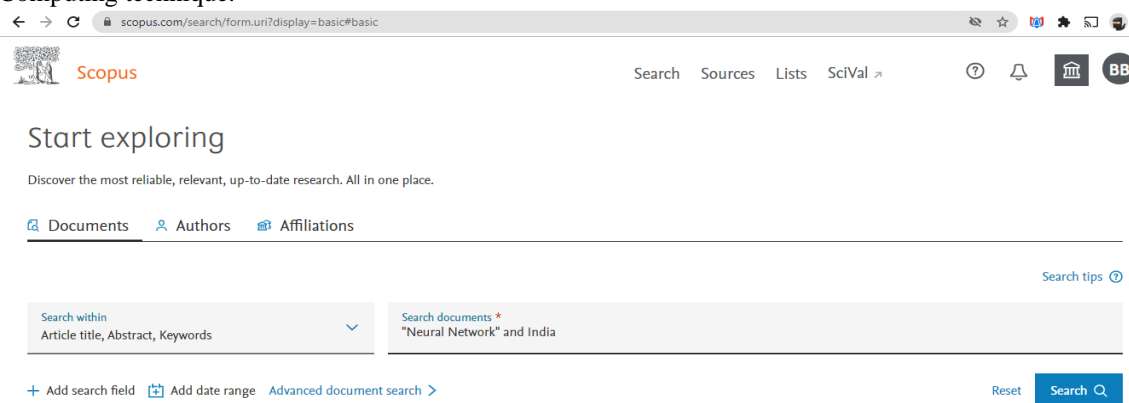 Computing technique.
scopus.com/search/form.uri?display=basic#basic
Scopus
Search Sources Lists SciVal
BB
Start exploring
Discover the most reliable, relevant, up-to-date research. All in one place.
Documents Authors Affiliations
Search tips
Search within
Article title, Abstract, Keywords
Search documents *
"Neural Network" and India
+ Add search field Add date range Advanced document search >
Reset Search